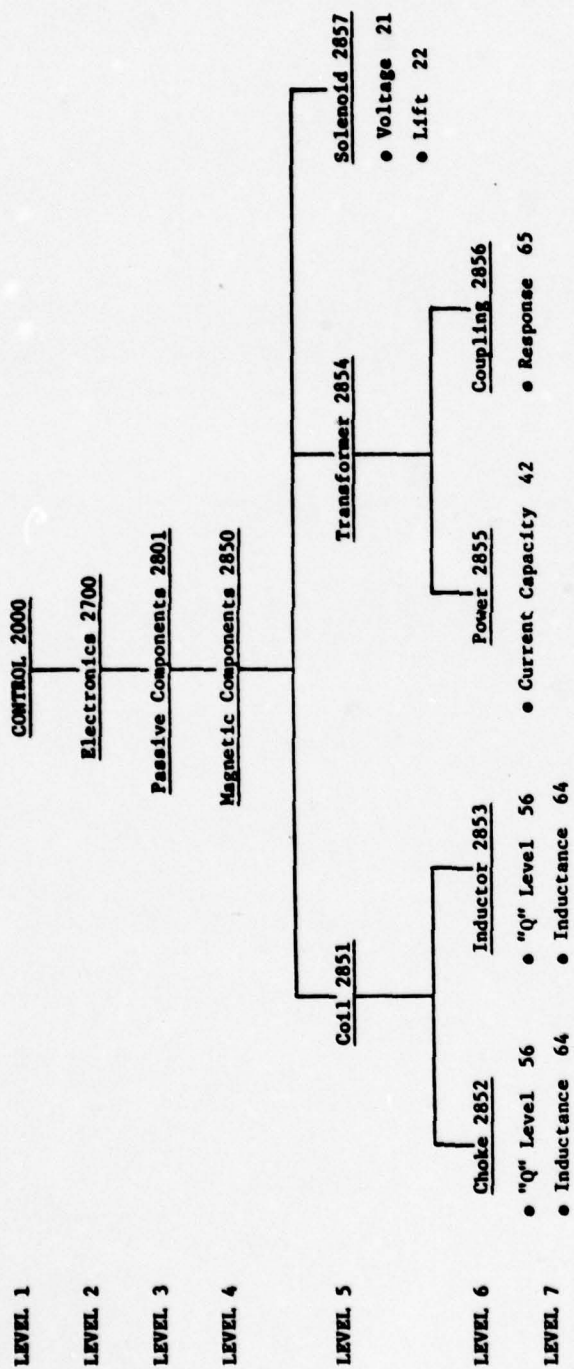 LEVEL 1
CONTROL 2000
LEVEL 2
Electronics 2700
LEVEL 3
Passive Components 2801
LEVEL 4
Magnetic Components 2850
LEVEL 5
Coil 2851
Transformer 2854
Solenoid 2857
● Voltage 21
● Lift 22
LEVEL 6
Choke 2852
Inductor 2853
Power 2855
Coupling 2856
LEVEL 7
● "Q" Level 56
● Inductance 64
● "Q" Level 56
● Inductance 64
● Current Capacity 42
● Response 65